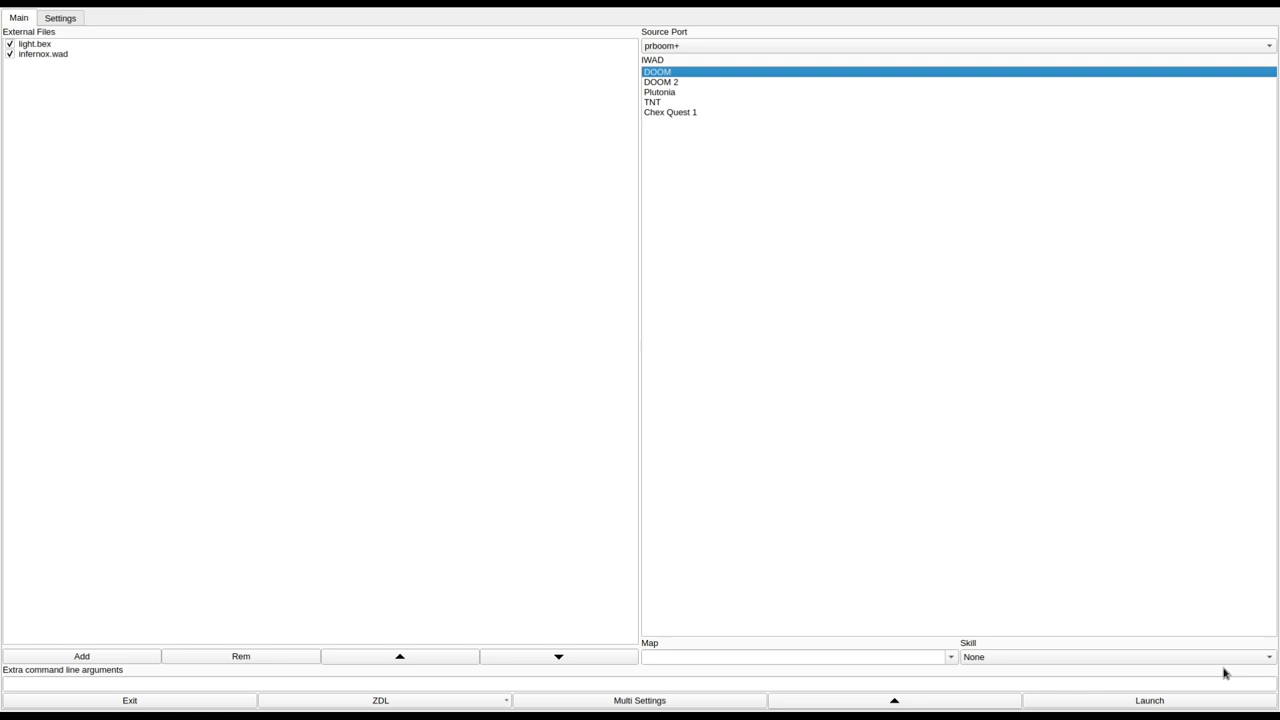 Main
Settings
External Files
light.bex
infernox.wad
Source Port
prboom+
IWAD
DOOM
DOOM 2
Plutonia
TNT
Chex Quest 1
Map
Skill
None
Add
Rem
Extra command line arguments
Exit
ZDL
Multi Settings
Launch